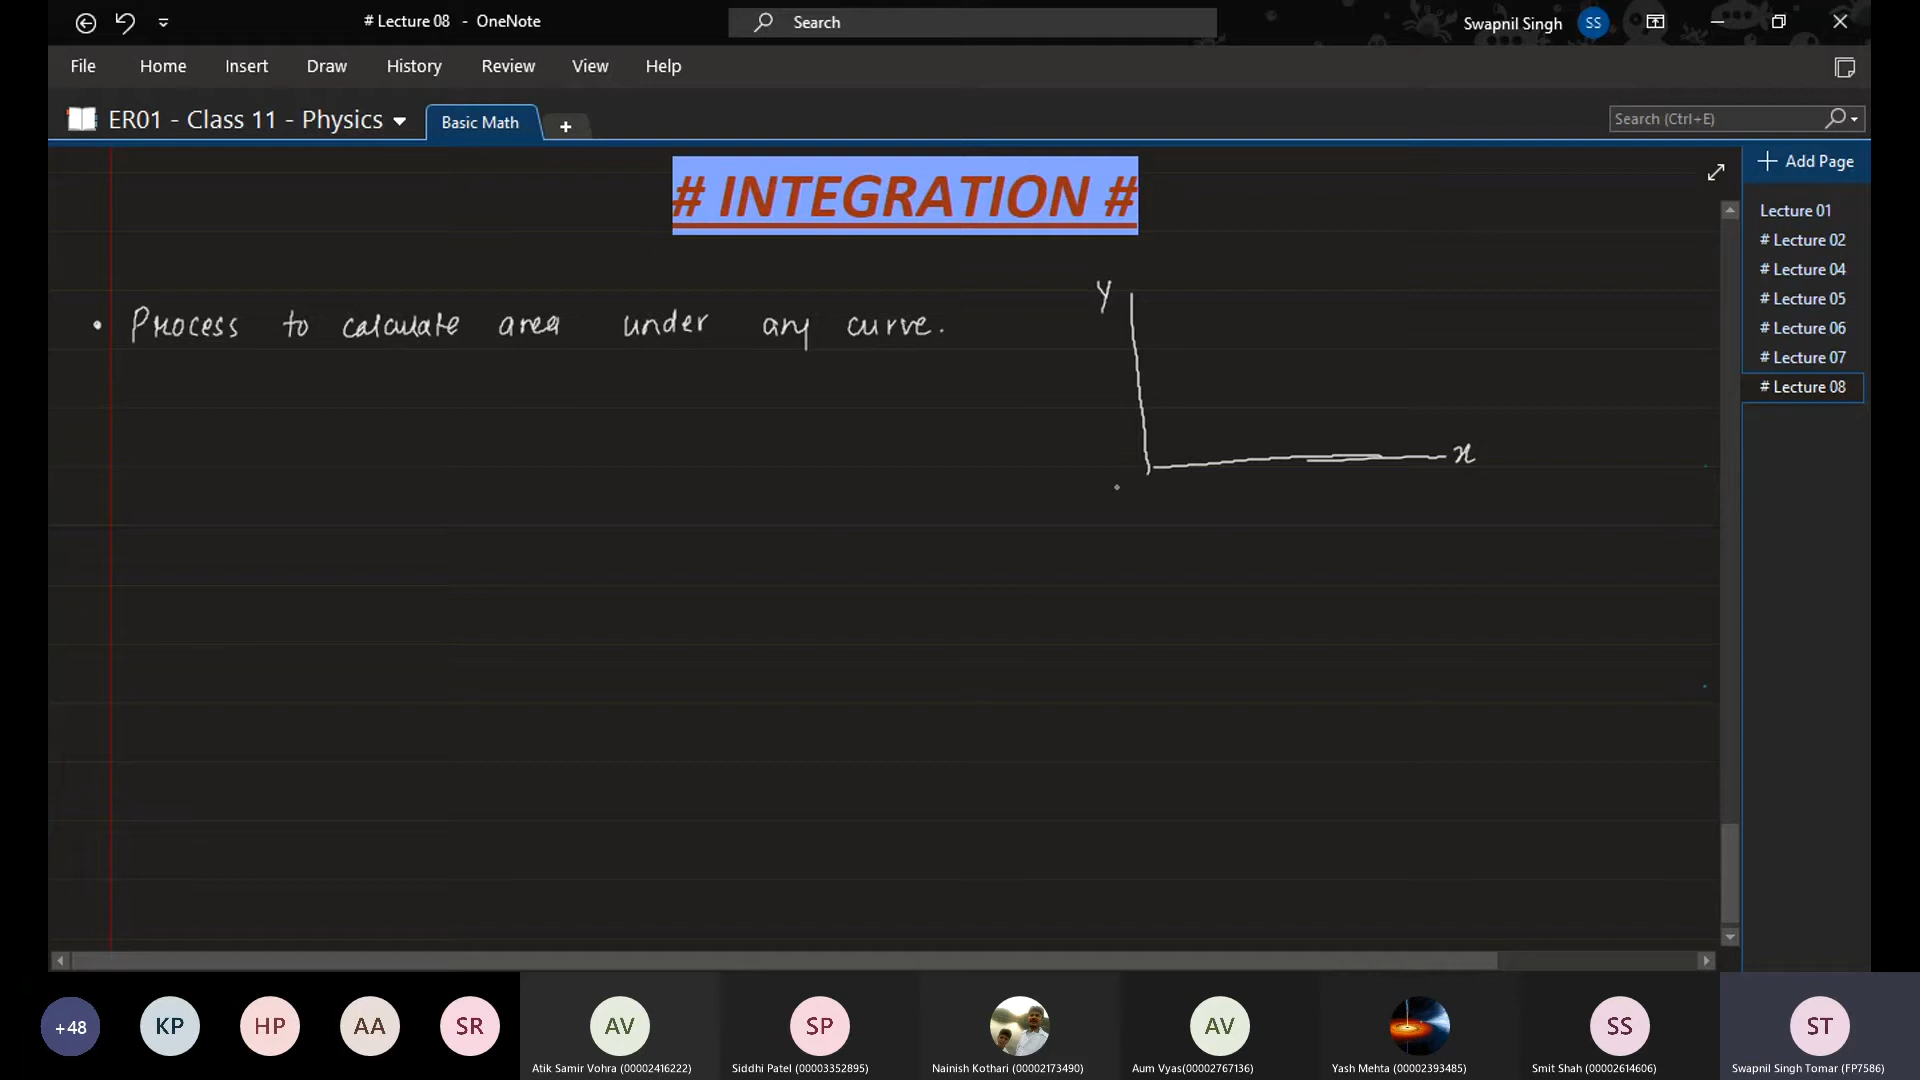 # Lecture 08 - OneNote
Search
Swapnil Singh
SS
File Home Insert Draw History Review View Help
ER01 - Class 11 - Physics
Basic Math
+
Search (Ctrl+E)
Add Page
Lecture 01
# Lecture 02
# Lecture 04
# Lecture 05
# Lecture 06
# Lecture 07
# Lecture 08
# INTEGRATION #
• Process to calculate area under any curve.
y
x
+48
KP
HP
AA
SR
AV
Atik Samir Vohra (00002416222)
SP
Siddhi Patel (00003352895)
Nainish Kothari (00002173490)
AV
Aum Vyas(00002767136)
Yash Mehta (00002393485)
SS
Smit Shah (00002614606)
ST
Swapnil Singh Tomar (FP7586)